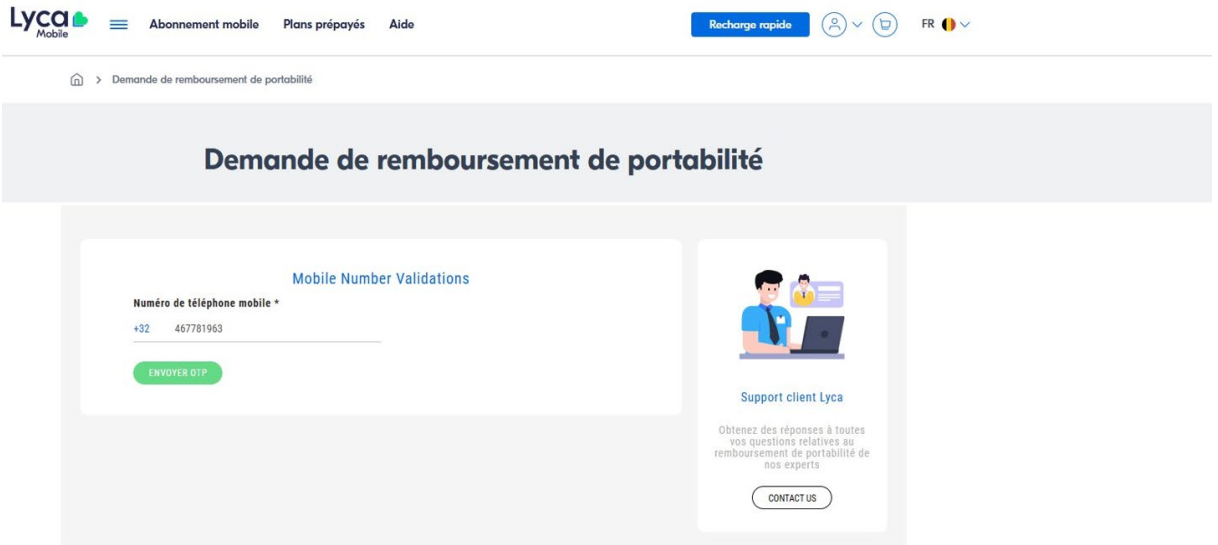 Lyca
Mobile
Abonnement mobile Plans prépayés Aide
Recharge rapide
FR
Demande de remboursement de portabilité
Demande de remboursement de portabilité
Mobile Number Validations
Numéro de téléphone mobile *
+32 467781963
ENVOYER OTP
Support client Lyca
Obtenez des réponses à toutes
vos questions relatives au
remboursement de portabilité de
nos experts
CONTACT US